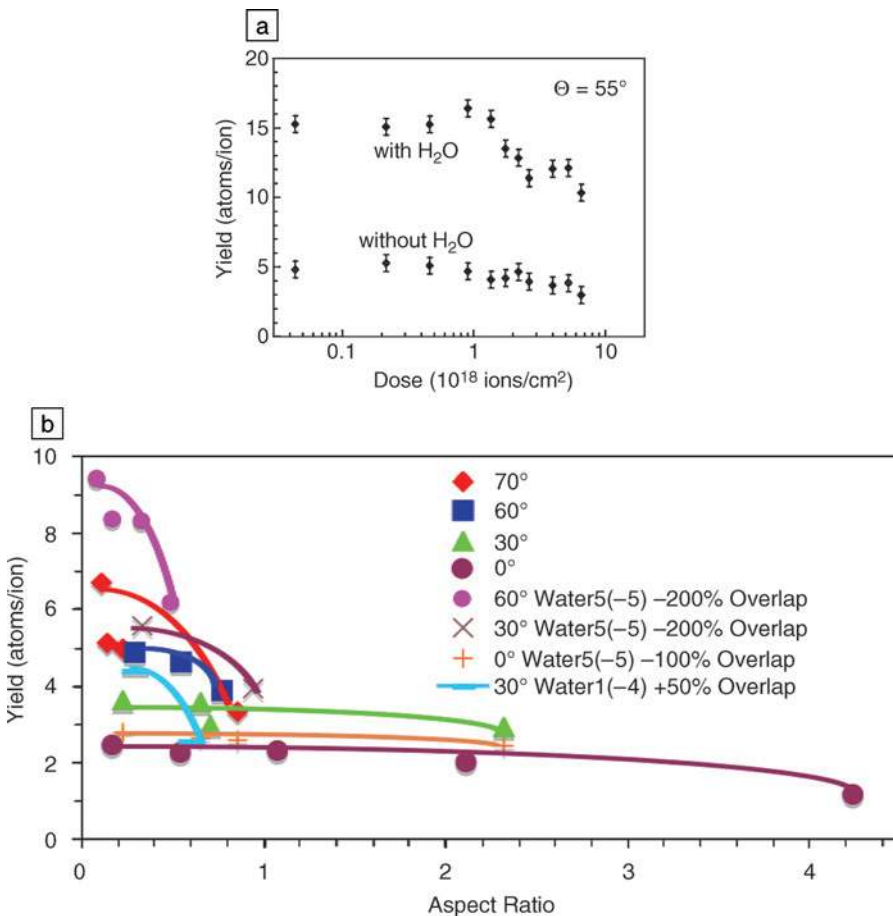 a
20
15
10
5
0
Yield (atoms/ion)
Θ = 55°
with H₂O
without H₂O
0.1 1 10
Dose (10¹⁸ ions/cm²)
b
10
8
6
4
2
0
Yield (atoms/ion)
70°
60°
30°
0°
60° Water5(–5) –200% Overlap
30° Water5(–5) –200% Overlap
0° Water5(–5) –100% Overlap
30° Water1(–4) +50% Overlap
0 1 2 3 4
Aspect Ratio